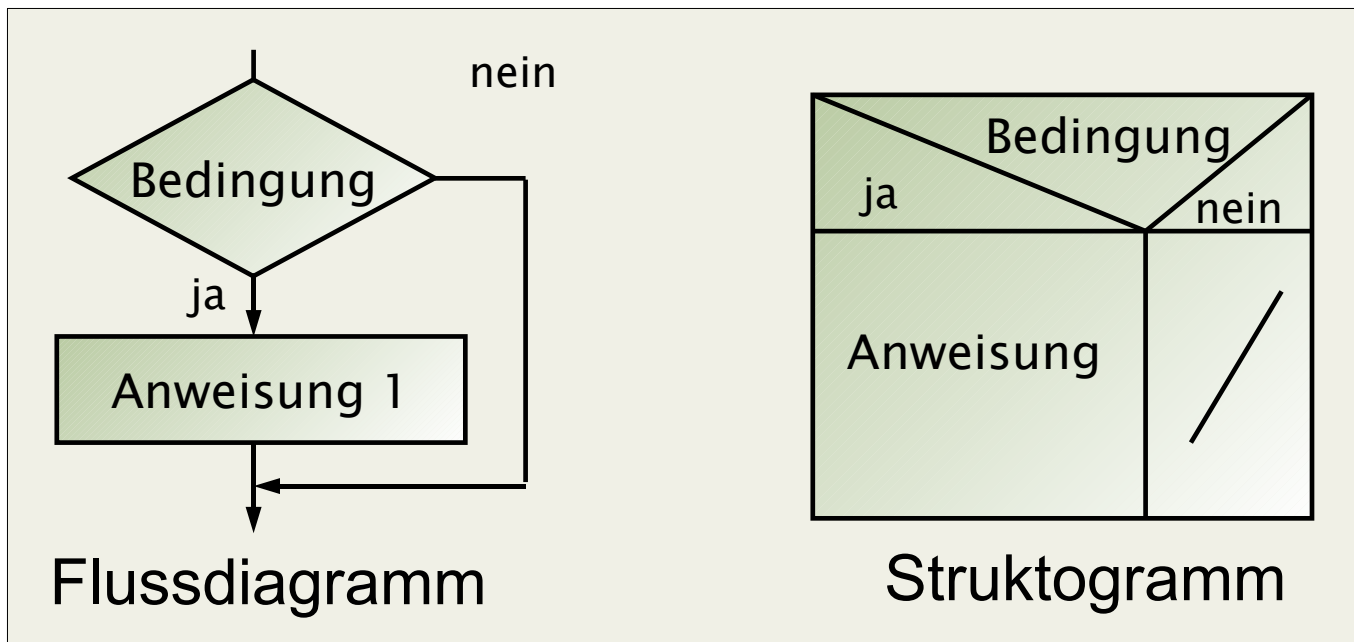 nein
Bedingung
ja
Anweisung 1
Flussdiagramm
Bedingung
ja
nein
Anweisung
Struktogramm